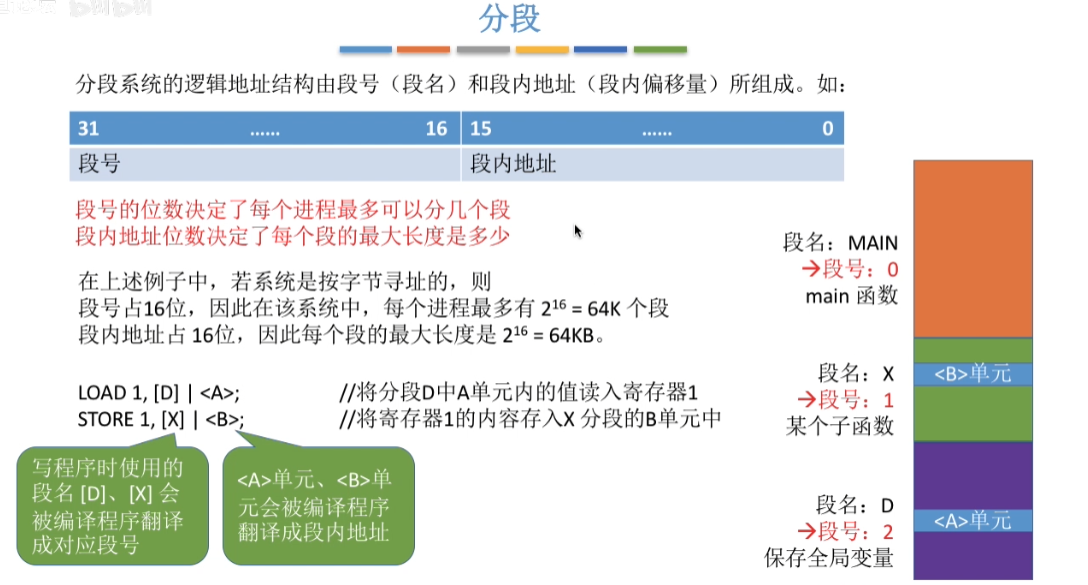 分段
分段系统的逻辑地址结构由段号（段名）和段内地址（段内偏移量）所组成。如：
31 …… 16 15 …… 0
段号 段内地址
段号的位数决定了每个进程最多可以分几个段
段内地址位数决定了每个段的最大长度是多少
在上述例子中，若系统是按字节寻址的，则
段号占16位，因此在该系统中，每个进程最多有 2¹⁶ = 64K 个段
段内地址占 16位，因此每个段的最大长度是 2¹⁶ = 64KB。
LOAD 1, [D] | <A>; //将分段D中A单元内的值读入寄存器1
STORE 1, [X] | <B>; //将寄存器1的内容存入X 分段的B单元中
写程序时使用的
段名 [D]、[X] 会
被编译程序翻译
成对应段号
<A>单元、<B>单
元会被编译程序
翻译成段内地址
段名：MAIN
→段号：0
main 函数
段名：X
→段号：1
某个子函数
<B>单元
段名：D
→段号：2
保存全局变量
<A>单元